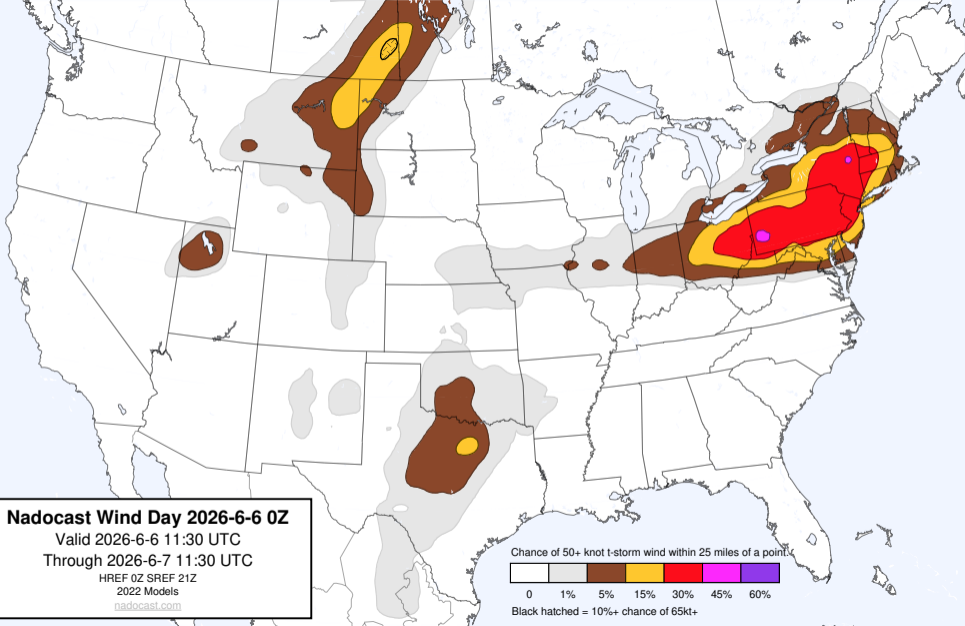 Nadocast Wind Day 2026-6-6 0Z
Valid 2026-6-6 11:30 UTC
Through 2026-6-7 11:30 UTC
HREF 0Z SREF 21Z
2022 Models
nadocast.com
Chance of 50+ knot t-storm wind within 25 miles of a point.
0 1% 5% 15% 30% 45% 60%
Black hatched = 10%+ chance of 65kt+